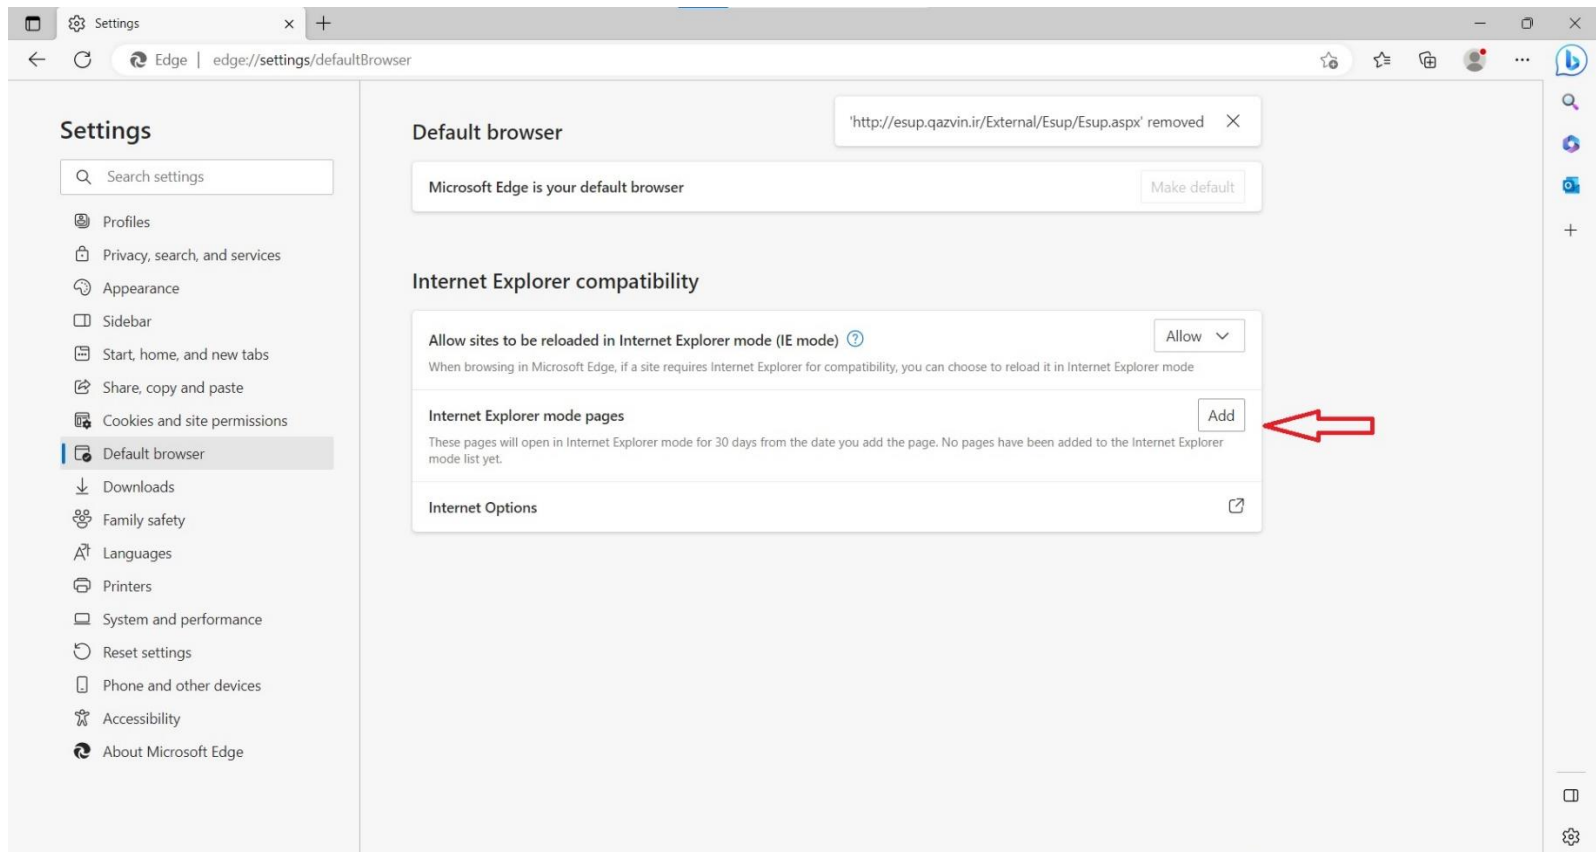 Settings
Edge | edge://settings/defaultBrowser
Settings
Search settings
Profiles
Privacy, search, and services
Appearance
Sidebar
Start, home, and new tabs
Share, copy and paste
Cookies and site permissions
Default browser
Downloads
Family safety
Languages
Printers
System and performance
Reset settings
Phone and other devices
Accessibility
About Microsoft Edge
Default browser
'http://esup.qazvin.ir/External/Esup/Esup.aspx' removed
Microsoft Edge is your default browser
Make default
Internet Explorer compatibility
Allow sites to be reloaded in Internet Explorer mode (IE mode)
Allow
When browsing in Microsoft Edge, if a site requires Internet Explorer for compatibility, you can choose to reload it in Internet Explorer mode
Internet Explorer mode pages
Add
These pages will open in Internet Explorer mode for 30 days from the date you add the page. No pages have been added to the Internet Explorer
mode list yet.
Internet Options